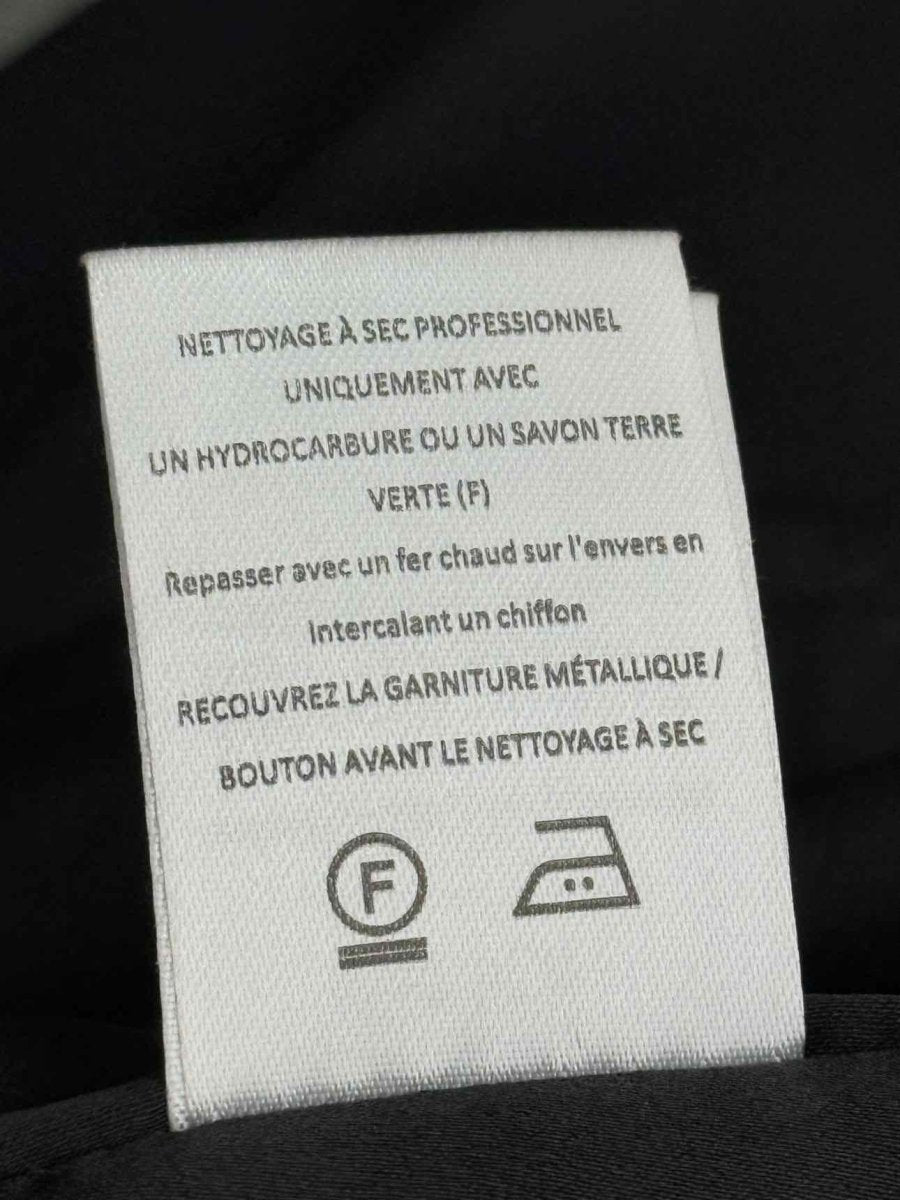 NETTOYAGE À SEC PROFESSIONNEL
UNIQUEMENT AVEC
UN HYDROCARBURE OU UN SAVON TERRE
VERTE (F)
Repasser avec un fer chaud sur l'envers en
intercalant un chiffon
RECOUVREZ LA GARNITURE MÉTALLIQUE /
BOUTON AVANT LE NETTOYAGE À SEC
F